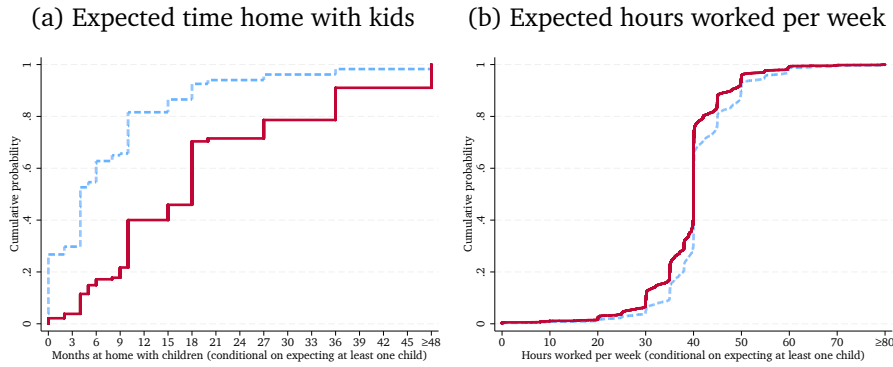 (a) Expected time home with kids
1
.8
.6
.4
.2
0
Cumulative probability
0 3 6 9 12 15 18 21 24 27 30 33 36 39 42 45 ≥48
Months at home with children (conditional on expecting at least one child)
(b) Expected hours worked per week
1
.8
.6
.4
.2
0
Cumulative probability
0 10 20 30 40 50 60 70 ≥80
Hours worked per week (conditional on expecting at least one child)